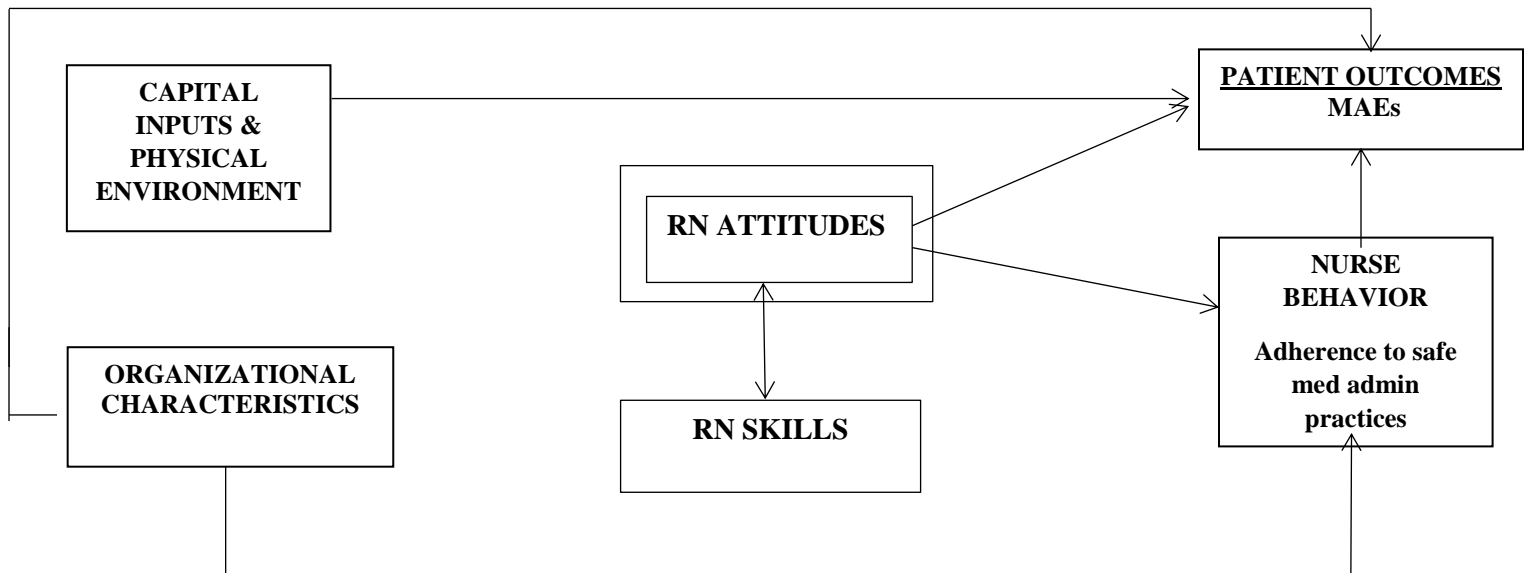 CAPITAL
INPUTS &
PHYSICAL
ENVIRONMENT
PATIENT OUTCOMES
MAEs
RN ATTITUDES
NURSE
BEHAVIOR
Adherence to safe
med admin
practices
ORGANIZATIONAL
CHARACTERISTICS
RN SKILLS